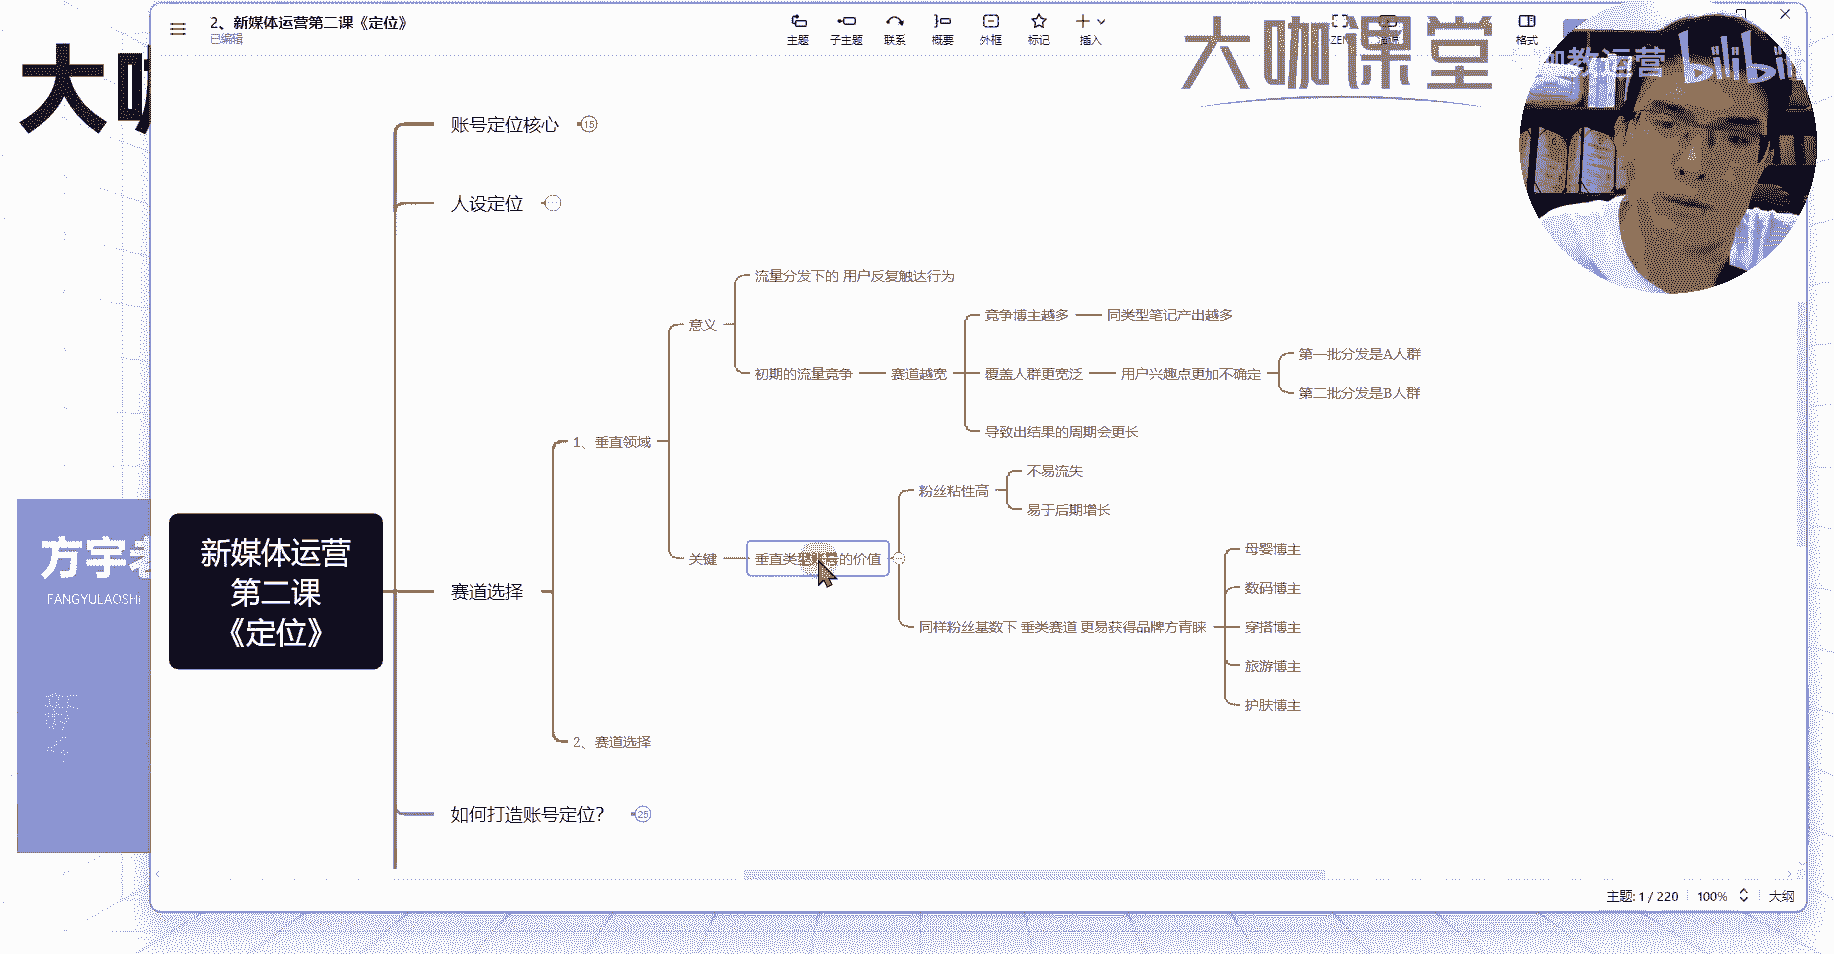 2、新媒体运营第二课《定位》
已编辑
主题
子主题
联系
概要
外框
标记
插入
格式
大咖课堂
咖教运营 bilibili
大
账号定位核心 15
人设定位
流量分发下的 用户反复触达行为
意义
竞争博主越多
同类型笔记产出越多
初期的流量竞争
赛道越宽
覆盖人群更宽泛
用户兴趣点更加不确定
第一批分发是A人群
第二批分发是B人群
导致出结果的周期会更长
1、垂直领域
粉丝粘性高
不易流失
易于后期增长
关键
垂直类型账号的价值
同样粉丝基数下 垂类赛道 更易获得品牌方青睐
母婴博主
数码博主
穿搭博主
旅游博主
护肤博主
新媒体运营
第二课
《定位》
赛道选择
2、赛道选择
如何打造账号定位？ 25
方宇老
FANGYULAOSHI
主题: 1 / 220
100%
大纲